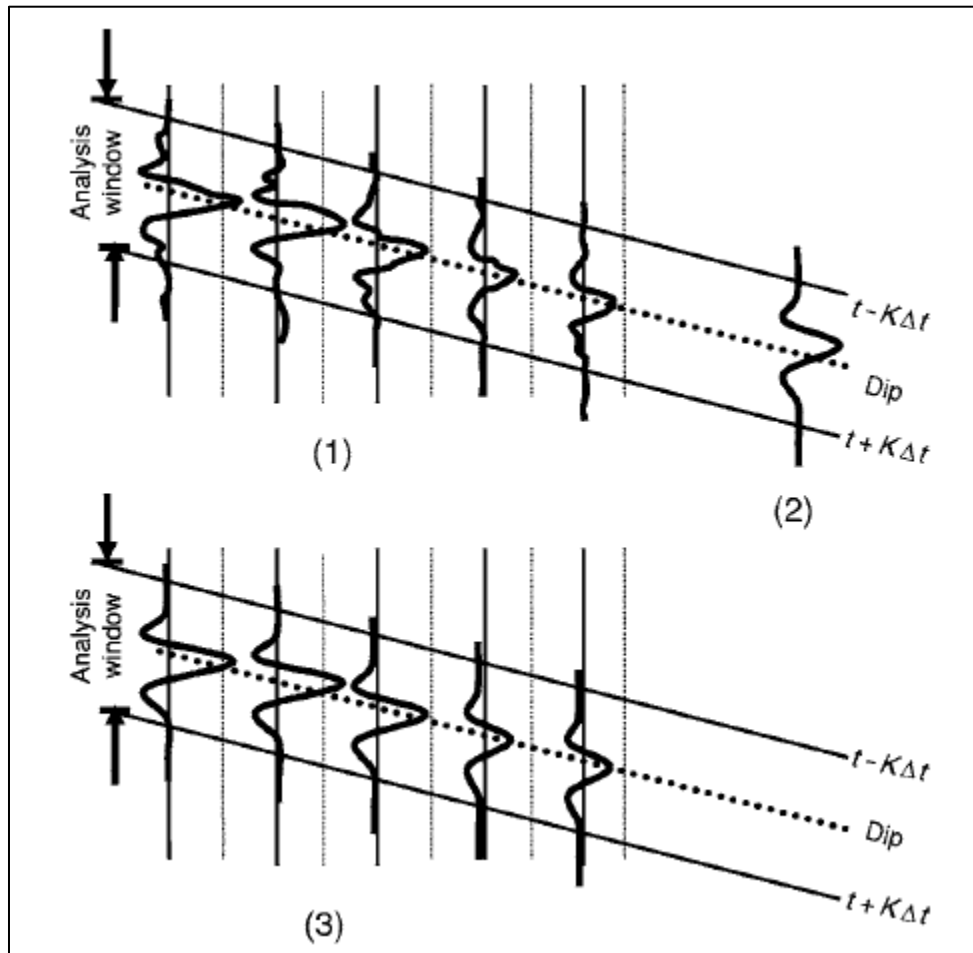 Analysis
window
t – KΔt
Dip
t + KΔt
(1)
(2)
Analysis
window
t – KΔt
Dip
t + KΔt
(3)